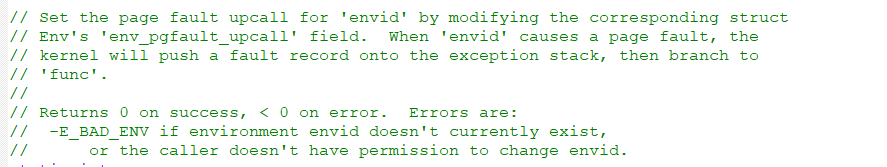 // Set the page fault upcall for 'envid' by modifying the corresponding struct
// Env's 'env_pgfault_upcall' field.  When 'envid' causes a page fault, the
// kernel will push a fault record onto the exception stack, then branch to
// 'func'.
//
// Returns 0 on success, < 0 on error.  Errors are:
//  -E_BAD_ENV if environment envid doesn't currently exist,
//      or the caller doesn't have permission to change envid.